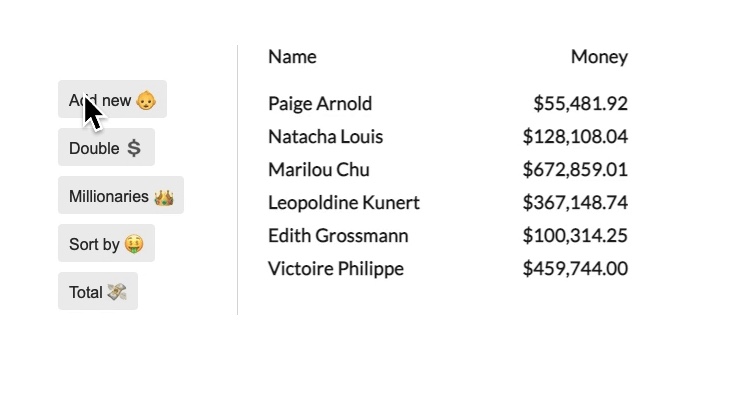 Add new 👶
Double 💲
Millionaries 👑
Sort by 🤑
Total 💸
Name Money
Paige Arnold $55,481.92
Natacha Louis $128,108.04
Marilou Chu $672,859.01
Leopoldine Kunert $367,148.74
Edith Grossmann $100,314.25
Victoire Philippe $459,744.00